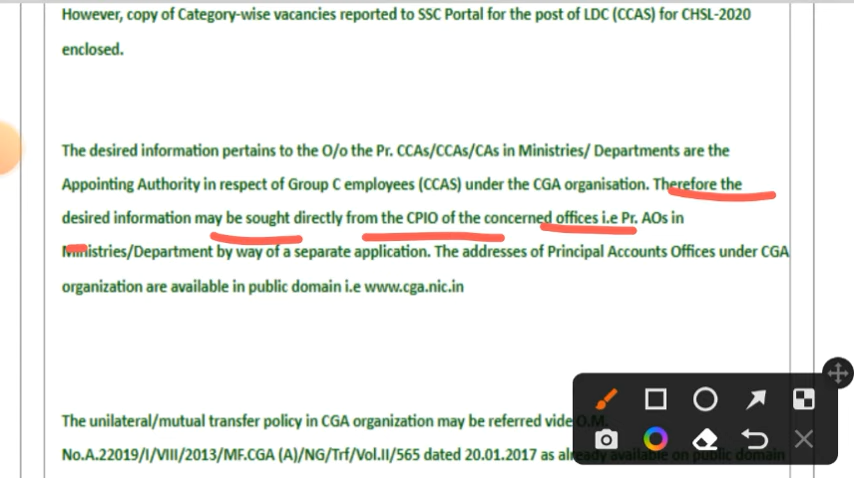 However, copy of Category-wise vacancies reported to SSC Portal for the post of LDC (CCAS) for CHSL-2020
enclosed.
The desired information pertains to the O/o the Pr. CCAs/CCAs/CAs in Ministries/ Departments are the
Appointing Authority in respect of Group C employees (CCAS) under the CGA organisation. Therefore the
desired information may be sought directly from the CPIO of the concerned offices i.e Pr. AOs in
Ministries/Department by way of a separate application. The addresses of Principal Accounts Offices under CGA
organization are available in public domain i.e www.cga.nic.in
The unilateral/mutual transfer policy in CGA organization may be referred vide O.M.
No.A.22019/I/VIII/2013/MF.CGA (A)/NG/Trf/Vol.II/565 dated 20.01.2017 as already available on public domain